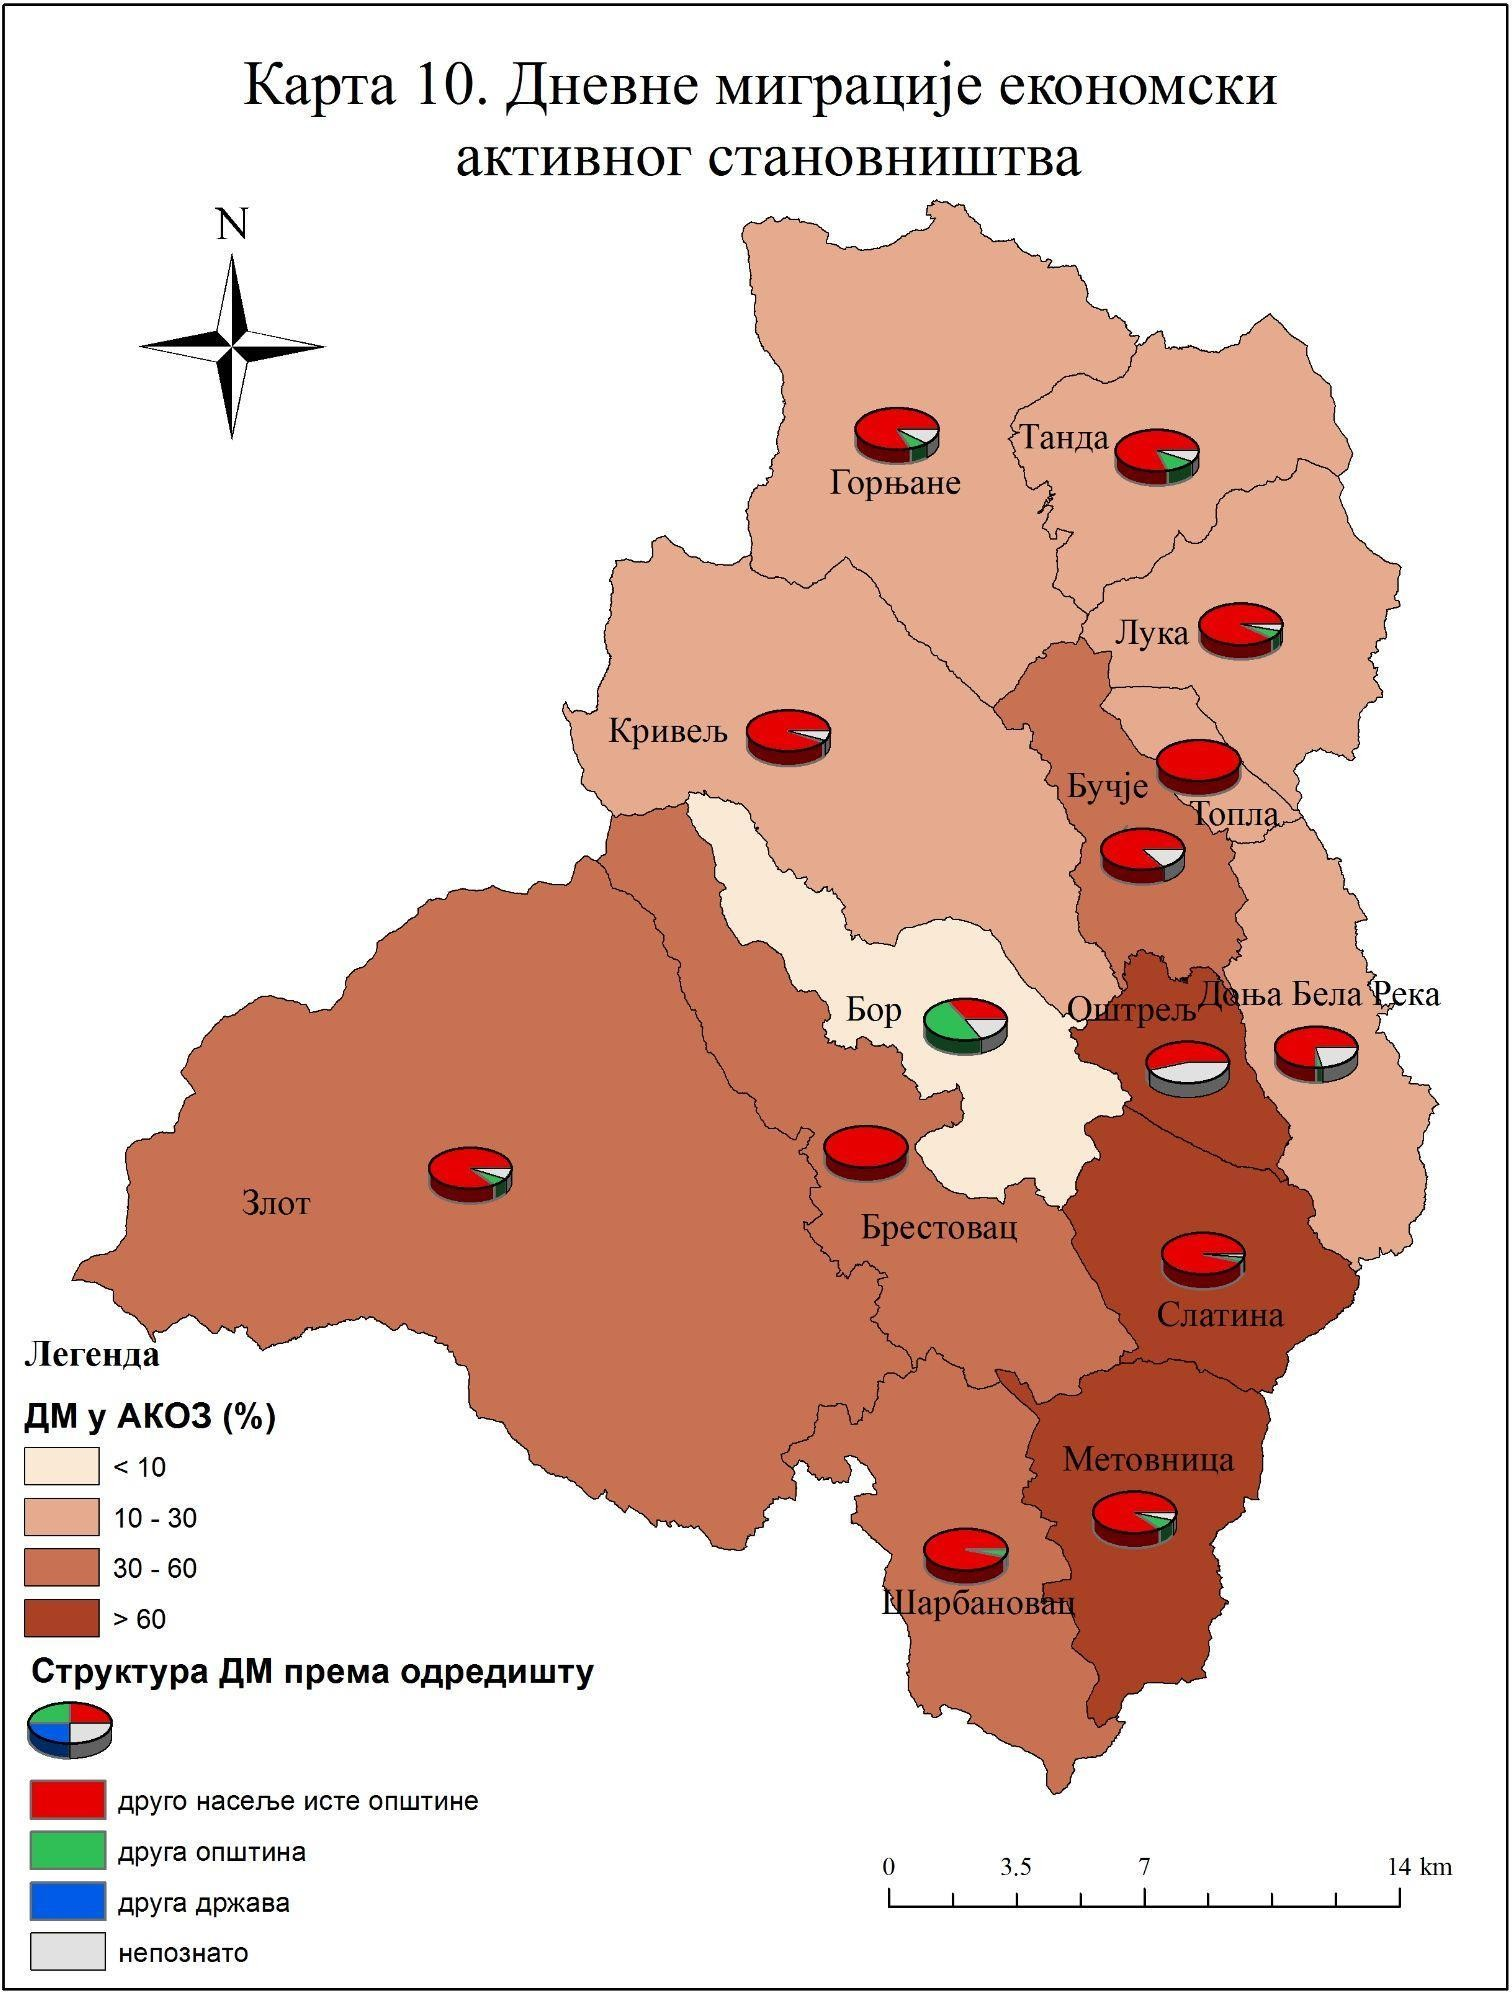 Карта 10. Дневне миграције економски
активног становништва
N
Танда
Горњане
Лука
Кривељ
Бучје
Топла
Доња Бела Река
Бор
Оштрељ
Злот
Брестовац
Слатина
Метовница
Шарбановац
Легенда
ДМ у АКОЗ (%)
< 10
10 - 30
30 - 60
> 60
Структура ДМ према одредишту
друго насеље исте општине
друга општина
друга држава
непознато
0 3.5 7 14 km